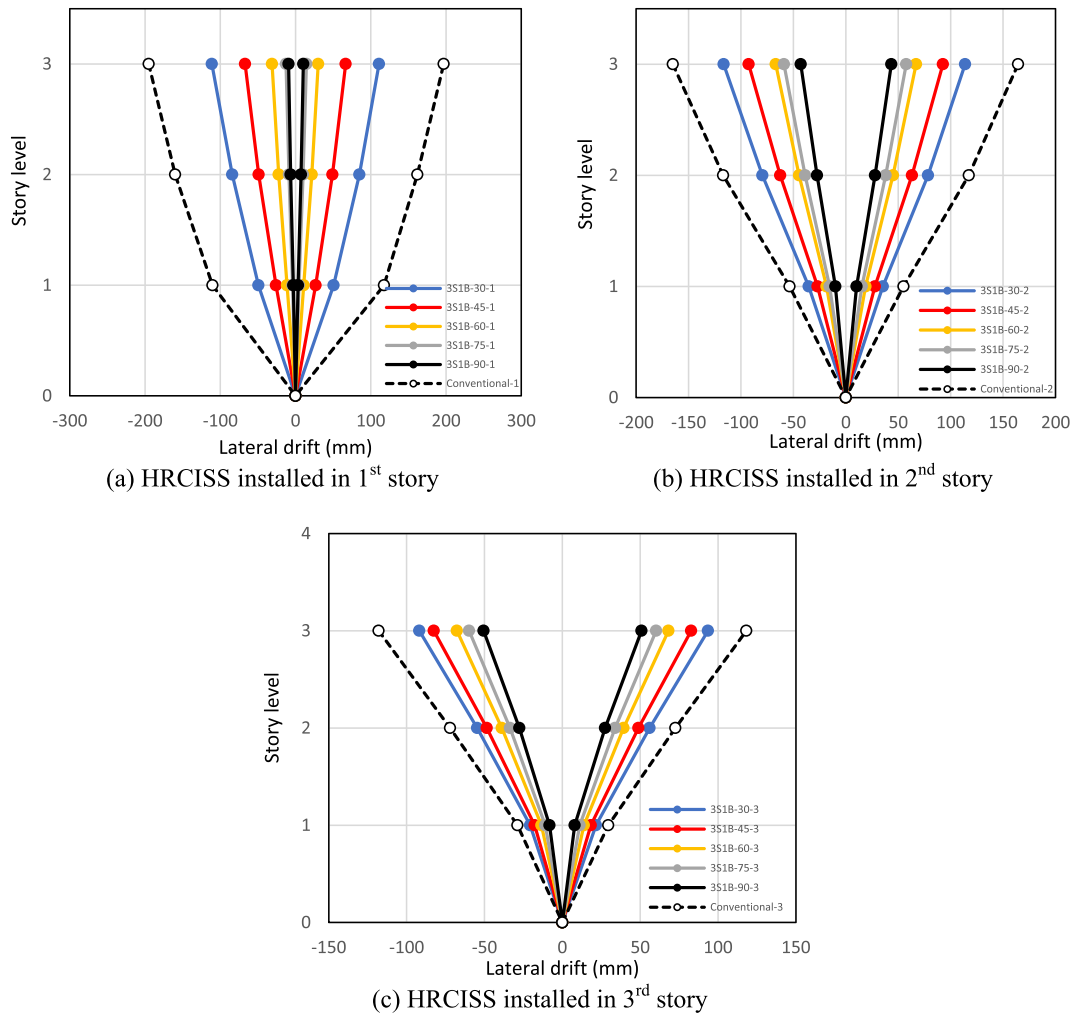 3
2
1
0
Story level
-300 -200 -100 0 100 200 300
Lateral drift (mm)
3S1B-30-1
3S1B-45-1
3S1B-60-1
3S1B-75-1
3S1B-90-1
Conventional-1
(a) HRCISS installed in 1st story
3
2
1
0
Story level
-200 -150 -100 -50 0 50 100 150 200
Lateral drift (mm)
3S1B-30-2
3S1B-45-2
3S1B-60-2
3S1B-75-2
3S1B-90-2
Conventional-2
(b) HRCISS installed in 2nd story
4
3
2
1
0
Story level
-150 -100 -50 0 50 100 150
Lateral drift (mm)
3S1B-30-3
3S1B-45-3
3S1B-60-3
3S1B-75-3
3S1B-90-3
Conventional-3
(c) HRCISS installed in 3rd story